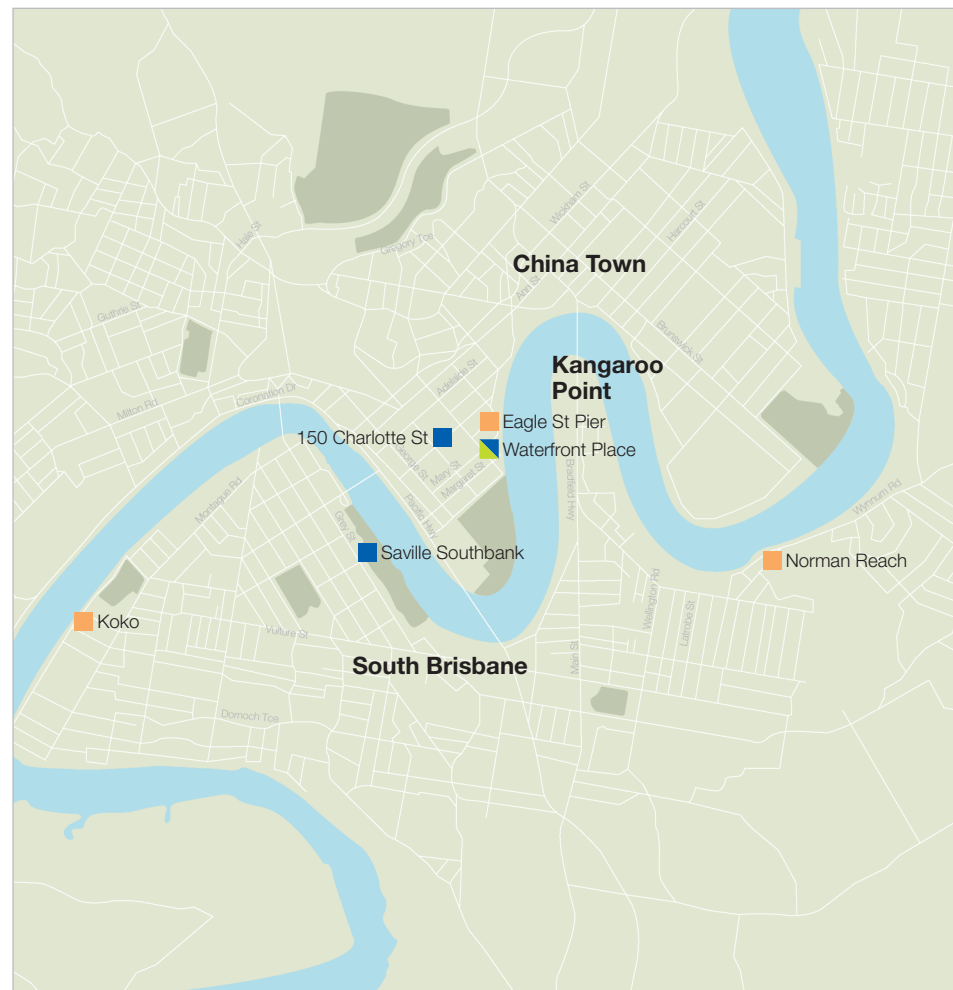 Wickham St
Harcourt St
Hale St
Gregory Tce
China Town
Ann St
Guthrie St
Brunswick St
Kangaroo
Point
Adelaide St
Coronation Dr
Milton Rd
Eagle St Pier
150 Charlotte St
Waterfront Place
George St
Mary St
Margaret St
Bradfield Hwy
Wynnum Rd
Montague Rd
Pacific Hwy
Grey St
Saville Southbank
Norman Reach
Wellington Rd
Latrobe St
Koko
Vulture St
Main St
South Brisbane
Dornoch Tce